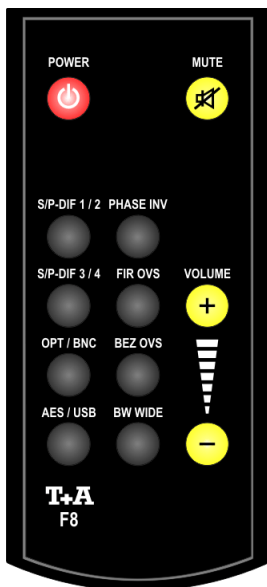 POWER MUTE
S/P-DIF 1 / 2 PHASE INV
S/P-DIF 3 / 4 FIR OVS VOLUME
+
OPT / BNC BEZ OVS
AES / USB BW WIDE
−
T+A
F8